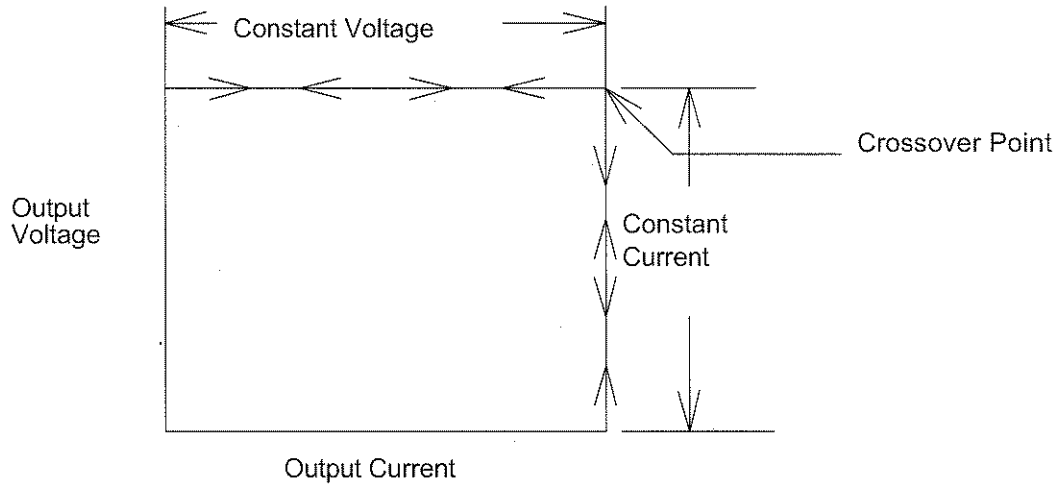 Constant Voltage
Crossover Point
Output
Voltage
Constant
Current
Output Current